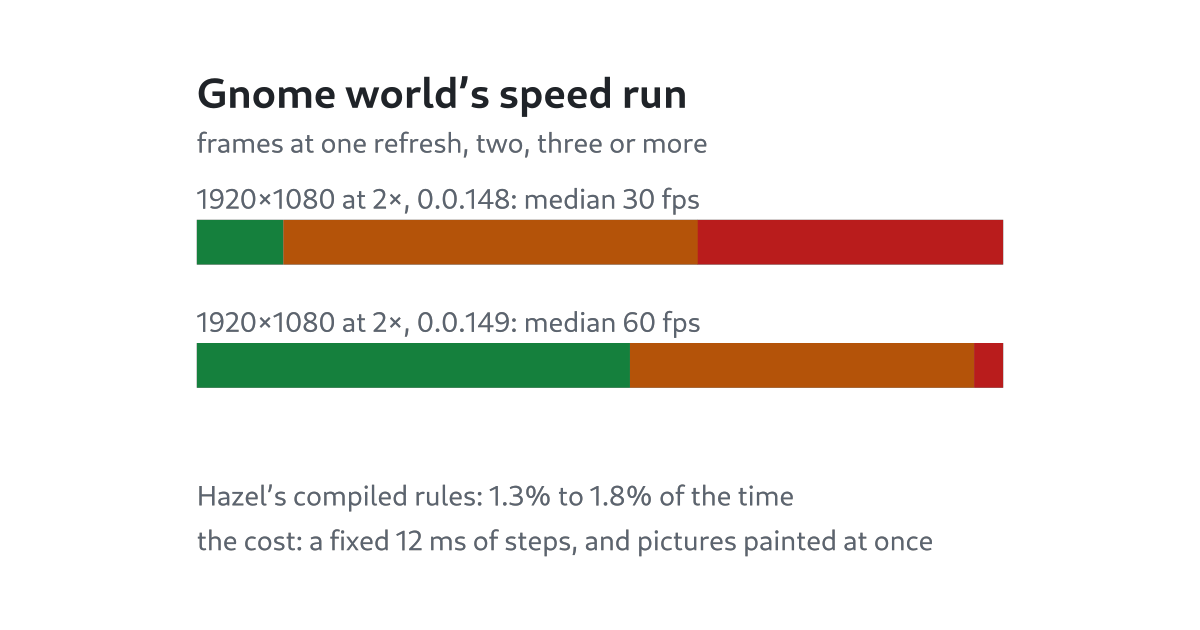 Gnome world’s speed run
frames at one refresh, two, three or more
1920×1080 at 2×, 0.0.148: median 30 fps
1920×1080 at 2×, 0.0.149: median 60 fps
Hazel’s compiled rules: 1.3% to 1.8% of the time
the cost: a fixed 12 ms of steps, and pictures painted at once